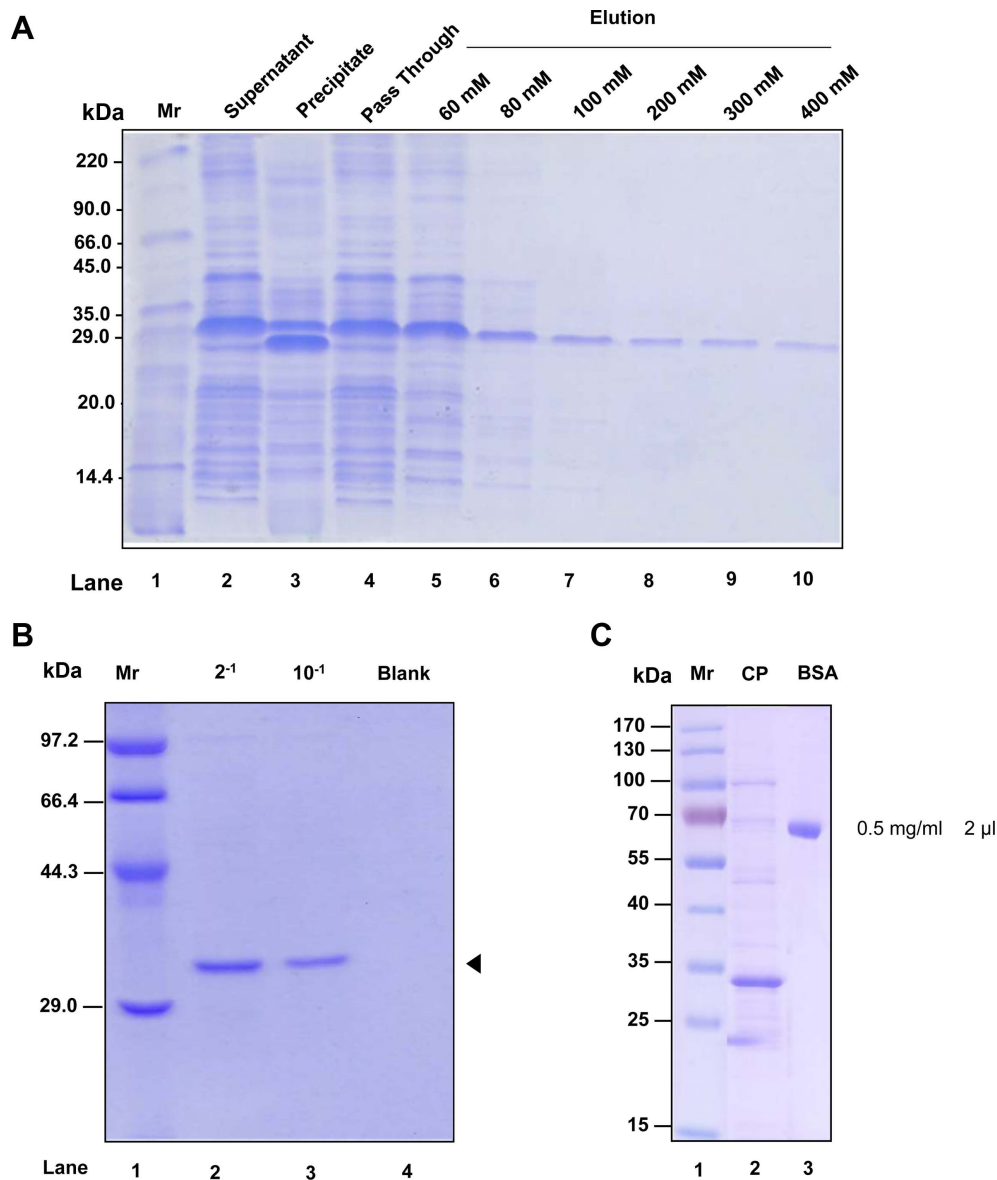 A
Elution
kDa Mr Supernatant Precipitate Pass Through 60 mM 80 mM 100 mM 200 mM 300 mM 400 mM
220
90.0
66.0
45.0
35.0
29.0
20.0
14.4
Lane 1 2 3 4 5 6 7 8 9 10
B
kDa Mr 2-1 10-1 Blank
97.2
66.4
44.3
29.0
Lane 1 2 3 4
C
kDa Mr CP BSA
170
130
100
70
0.5 mg/ml 2 µl
55
40
35
25
15
1 2 3